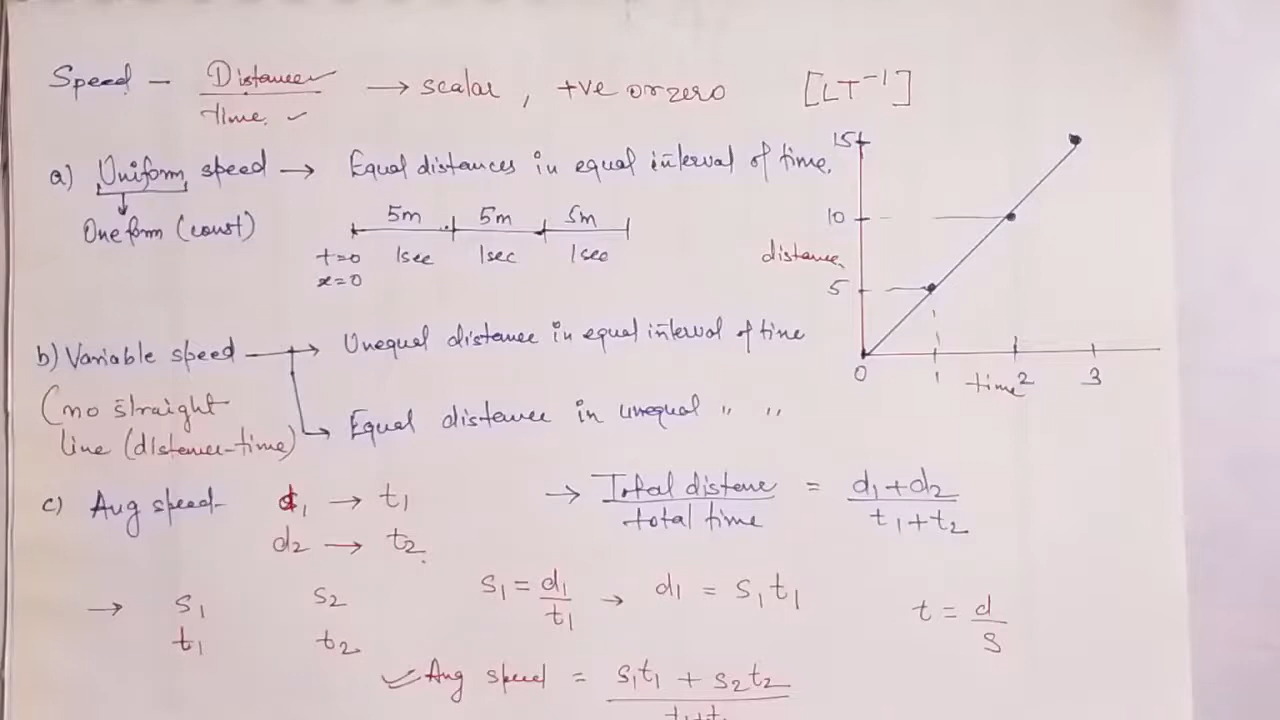 Speed - Distance / time → scalar, +ve or zero [LT⁻¹]
a) Uniform speed → Equal distances in equal interval of time.
One form (const)
5m 5m 5m
t=0 1sec 1sec 1sec
x=0
15
10
distance
5
0 1 time 2 3
b) Variable speed → Unequal distance in equal interval of time
(no straight line (distance-time)
→ Equal distance in unequal " "
c) Avg speed- d₁ → t₁ → Total distance / total time = d₁+d₂ / t₁+t₂
d₂ → t₂
→ s₁ s₂ s₁ = d₁/t₁ → d₁ = s₁t₁ t = d/s
t₁ t₂
Avg speed = s₁t₁ + s₂t₂ / t₁+t₂